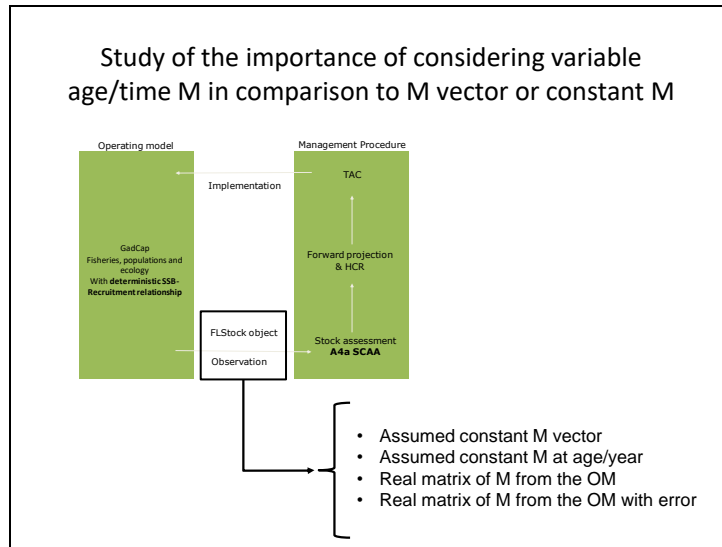 Study of the importance of considering variable
age/time M in comparison to M vector or constant M
Operating model
Management Procedure
TAC
Implementation
GadCap
Fisheries, populations and
ecology
With deterministic SSB-
Recruitment relationship
Forward projection
& HCR
FLStock object
Observation
Stock assessment
A4a SCAA
• Assumed constant M vector
• Assumed constant M at age/year
• Real matrix of M from the OM
• Real matrix of M from the OM with error